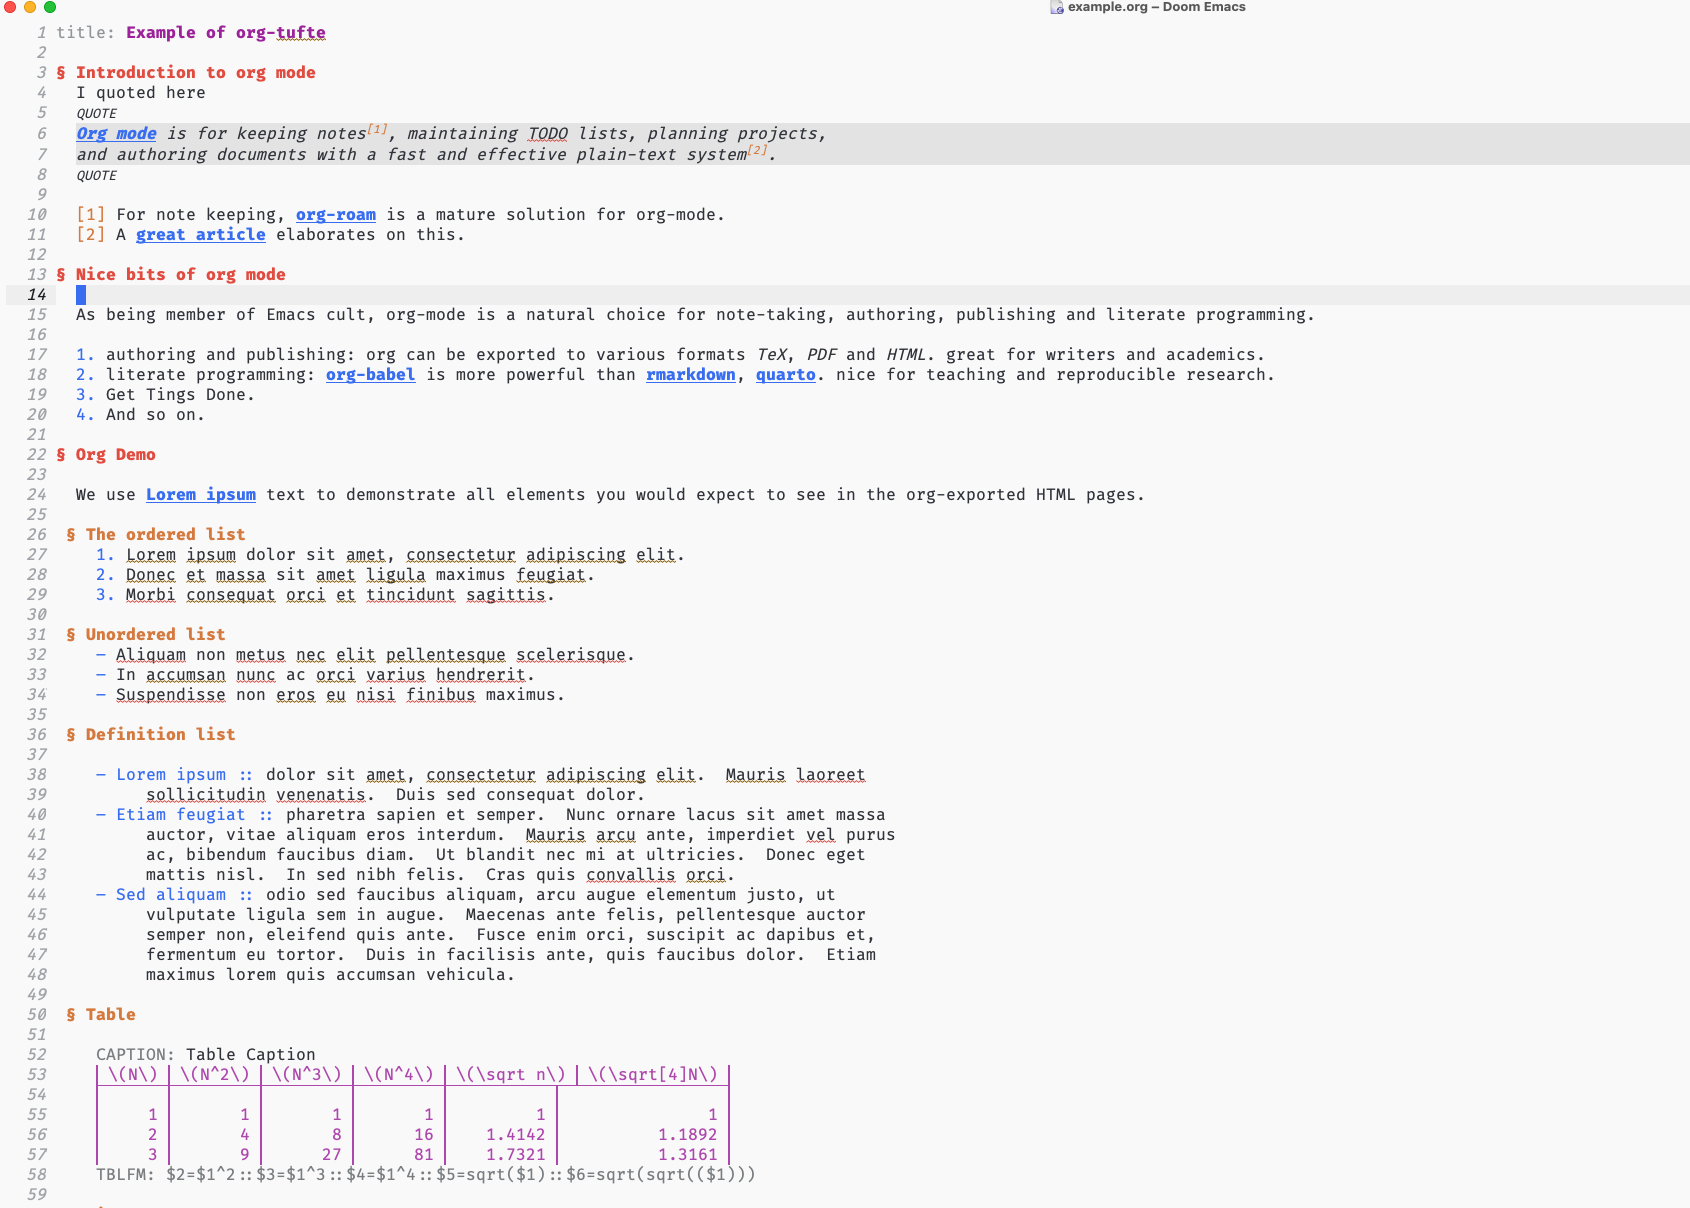 example.org – Doom Emacs
1 title: Example of org-tufte
2
3 § Introduction to org mode
4 I quoted here
5 QUOTE
6 Org mode is for keeping notes[1], maintaining TODO lists, planning projects,
7 and authoring documents with a fast and effective plain-text system[2].
8 QUOTE
9
10 [1] For note keeping, org-roam is a mature solution for org-mode.
11 [2] A great article elaborates on this.
12
13 § Nice bits of org mode
14
15 As being member of Emacs cult, org-mode is a natural choice for note-taking, authoring, publishing and literate programming.
16
17 1. authoring and publishing: org can be exported to various formats TeX, PDF and HTML. great for writers and academics.
18 2. literate programming: org-babel is more powerful than rmarkdown, quarto. nice for teaching and reproducible research.
19 3. Get Tings Done.
20 4. And so on.
21
22 § Org Demo
23
24 We use Lorem ipsum text to demonstrate all elements you would expect to see in the org-exported HTML pages.
25
26 § The ordered list
27 1. Lorem ipsum dolor sit amet, consectetur adipiscing elit.
28 2. Donec et massa sit amet ligula maximus feugiat.
29 3. Morbi consequat orci et tincidunt sagittis.
30
31 § Unordered list
32 – Aliquam non metus nec elit pellentesque scelerisque.
33 – In accumsan nunc ac orci varius hendrerit.
34 – Suspendisse non eros eu nisi finibus maximus.
35
36 § Definition list
37
38 – Lorem ipsum :: dolor sit amet, consectetur adipiscing elit. Mauris laoreet
39 sollicitudin venenatis. Duis sed consequat dolor.
40 – Etiam feugiat :: pharetra sapien et semper. Nunc ornare lacus sit amet massa
41 auctor, vitae aliquam eros interdum. Mauris arcu ante, imperdiet vel purus
42 ac, bibendum faucibus diam. Ut blandit nec mi at ultricies. Donec eget
43 mattis nisl. In sed nibh felis. Cras quis convallis orci.
44 – Sed aliquam :: odio sed faucibus aliquam, arcu augue elementum justo, ut
45 vulputate ligula sem in augue. Maecenas ante felis, pellentesque auctor
46 semper non, eleifend quis ante. Fusce enim orci, suscipit ac dapibus et,
47 fermentum eu tortor. Duis in facilisis ante, quis faucibus dolor. Etiam
48 maximus lorem quis accumsan vehicula.
49
50 § Table
51
52 CAPTION: Table Caption
53 | \(N\) | \(N^2\) | \(N^3\) | \(N^4\) | \(\sqrt n\) | \(\sqrt[4]N\) |
54
55 | 1 | 1 | 1 | 1 | 1 | 1 |
56 | 2 | 4 | 8 | 16 | 1.4142 | 1.1892 |
57 | 3 | 9 | 27 | 81 | 1.7321 | 1.3161 |
58 TBLFM: $2=$1^2::$3=$1^3::$4=$1^4::$5=sqrt($1)::$6=sqrt(sqrt(($1)))
59